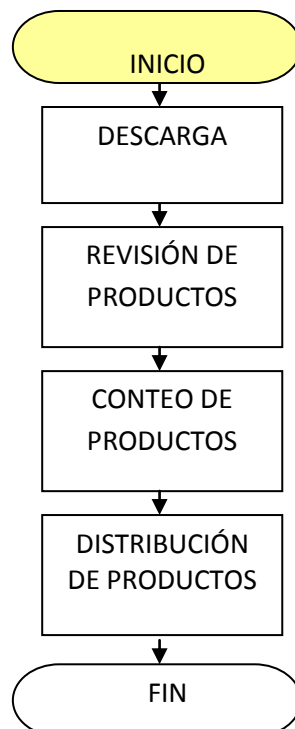 INICIO
DESCARGA
REVISIÓN DE
PRODUCTOS
CONTEO DE
PRODUCTOS
DISTRIBUCIÓN
DE PRODUCTOS
FIN